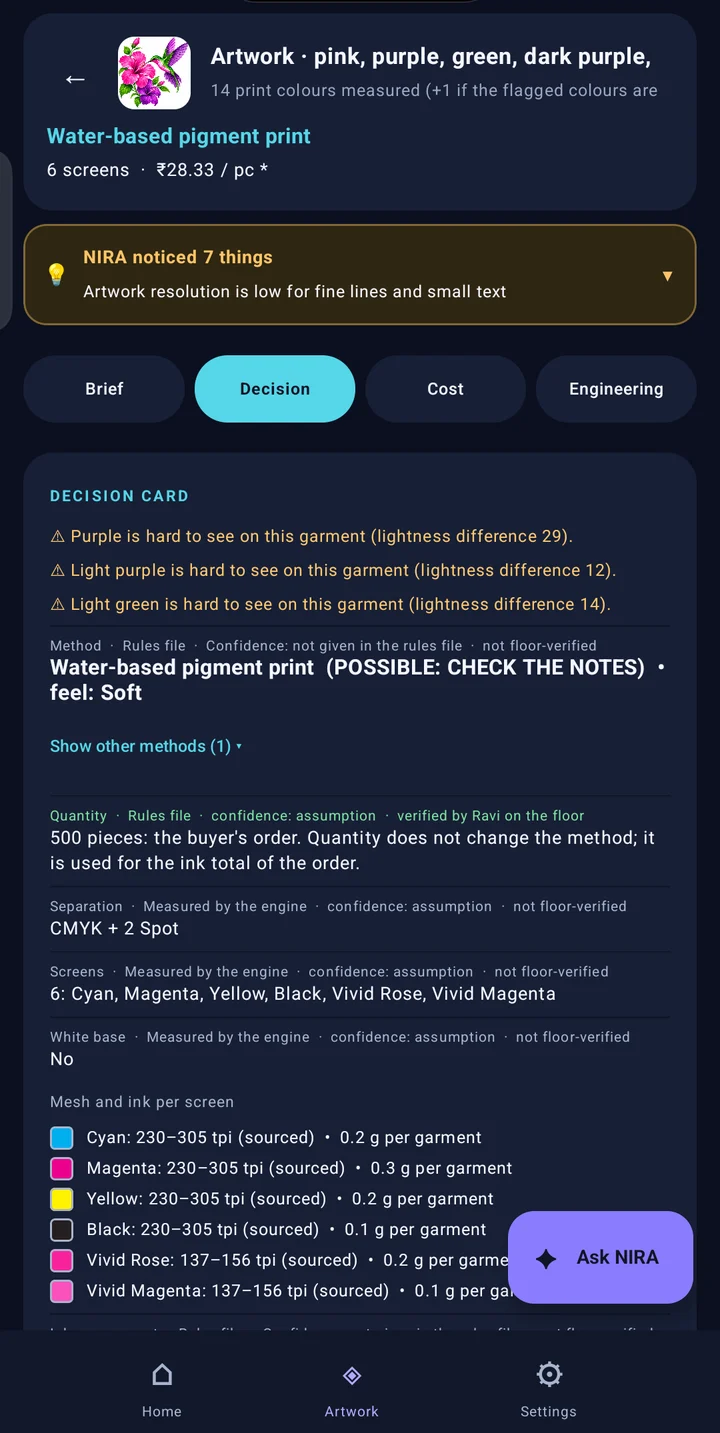 Artwork · pink, purple, green, dark purple,
14 print colours measured (+1 if the flagged colours are
Water-based pigment print
6 screens · ₹28.33 / pc *
NIRA noticed 7 things
Artwork resolution is low for fine lines and small text
Brief
Decision
Cost
Engineering
DECISION CARD
⚠ Purple is hard to see on this garment (lightness difference 29).
⚠ Light purple is hard to see on this garment (lightness difference 12).
⚠ Light green is hard to see on this garment (lightness difference 14).
Method · Rules file · Confidence: not given in the rules file · not floor-verified
Water-based pigment print (POSSIBLE: CHECK THE NOTES) •
feel: Soft
Show other methods (1) ▾
Quantity · Rules file · confidence: assumption · verified by Ravi on the floor
500 pieces: the buyer's order. Quantity does not change the method; it
is used for the ink total of the order.
Separation · Measured by the engine · confidence: assumption · not floor-verified
CMYK + 2 Spot
Screens · Measured by the engine · confidence: assumption · not floor-verified
6: Cyan, Magenta, Yellow, Black, Vivid Rose, Vivid Magenta
White base · Measured by the engine · confidence: assumption · not floor-verified
No
Mesh and ink per screen
Cyan: 230–305 tpi (sourced) • 0.2 g per garment
Magenta: 230–305 tpi (sourced) • 0.3 g per garment
Yellow: 230–305 tpi (sourced) • 0.2 g per garment
Black: 230–305 tpi (sourced) • 0.1 g per garment
Vivid Rose: 137–156 tpi (sourced) • 0.2 g per garme
Vivid Magenta: 137–156 tpi (sourced) • 0.1 g per
Ask NIRA
Home
Artwork
Settings